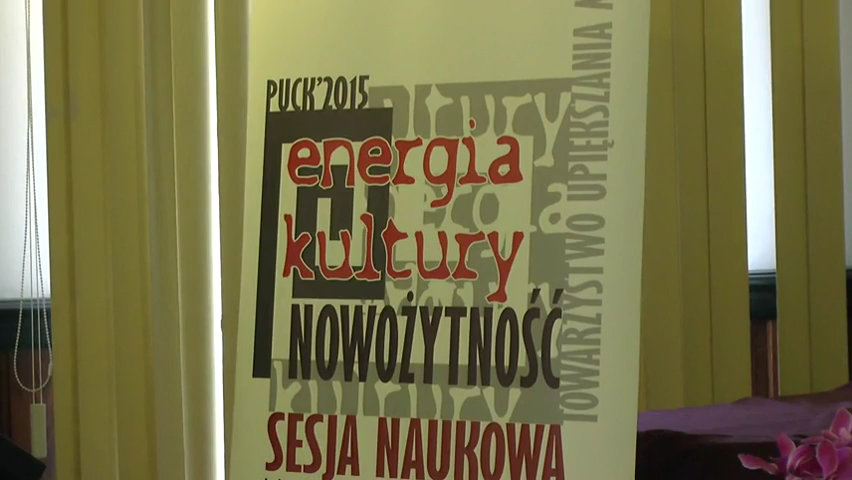 PUCK'2015
energia
kultury
NOWOŻYTNOŚĆ
SESJA NAUKOWA
TOWARZYSTWO UPIĘKSZANIA